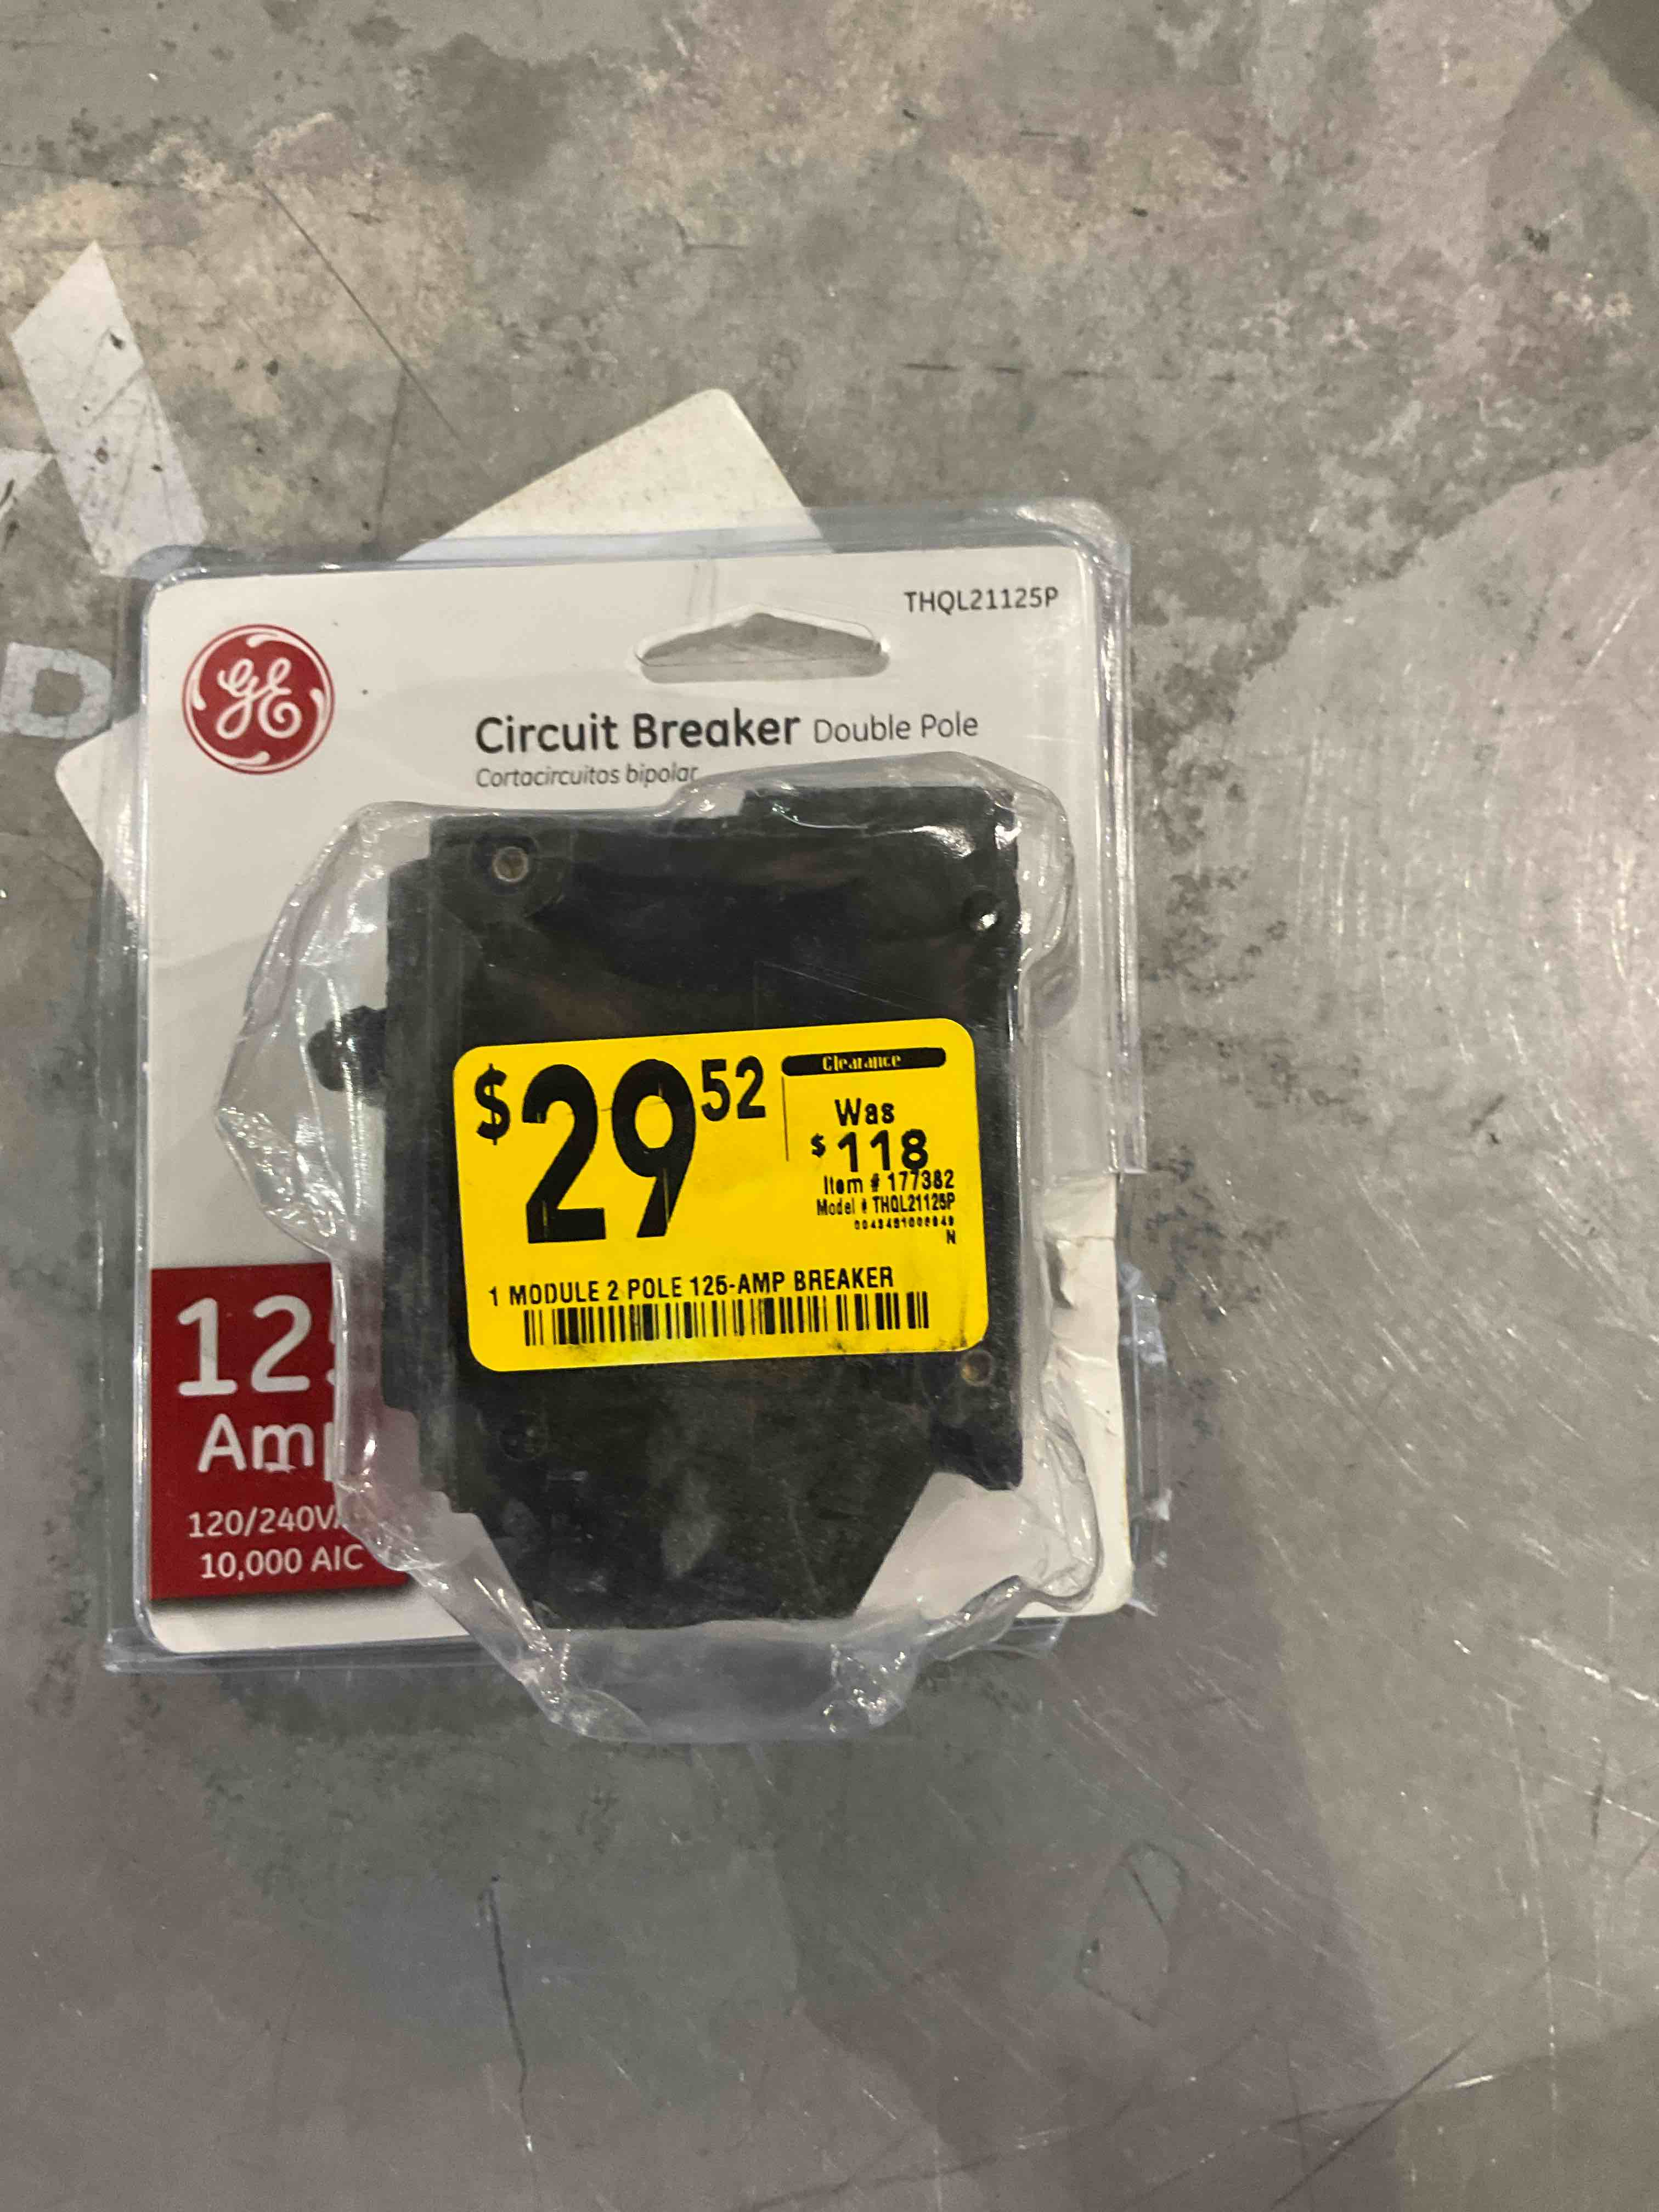 THQL21125P
GE
Circuit Breaker Double Pole
Cortacircuitos bipolar
$29 52
Clearance
Was
$118
Item # 177382
Model # THQL21125P
N
1 MODULE 2 POLE 125-AMP BREAKER
12
Am
120/240V
10,000 AIC
D